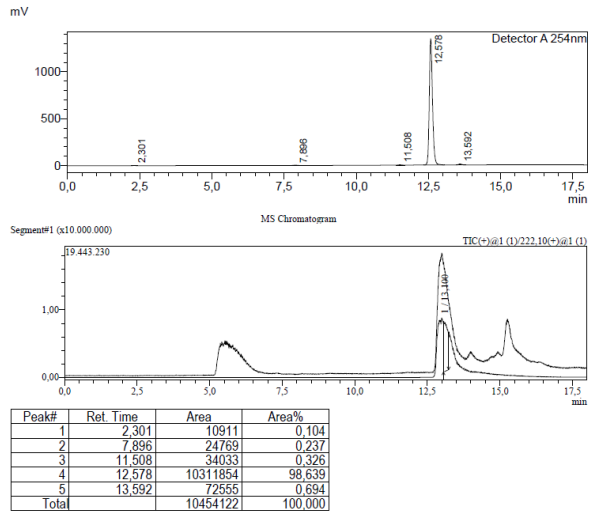 mV
Detector A 254nm
1000
500
0
2,301
7,896
11,508
12,578
13,592
0,0 2,5 5,0 7,5 10,0 12,5 15,0 17,5
min
MS Chromatogram
Segment#1 (x10.000.000)
TIC(+)@1 (1)/222,10(+)@1 (1)
19.443.230
1,00
0,00
1 / 13,100
0,0 2,5 5,0 7,5 10,0 12,5 15,0 17,5
min
Peak# Ret. Time Area Area%
1 2,301 10911 0,104
2 7,896 24769 0,237
3 11,508 34033 0,326
4 12,578 10311854 98,639
5 13,592 72555 0,694
Total 10454122 100,000